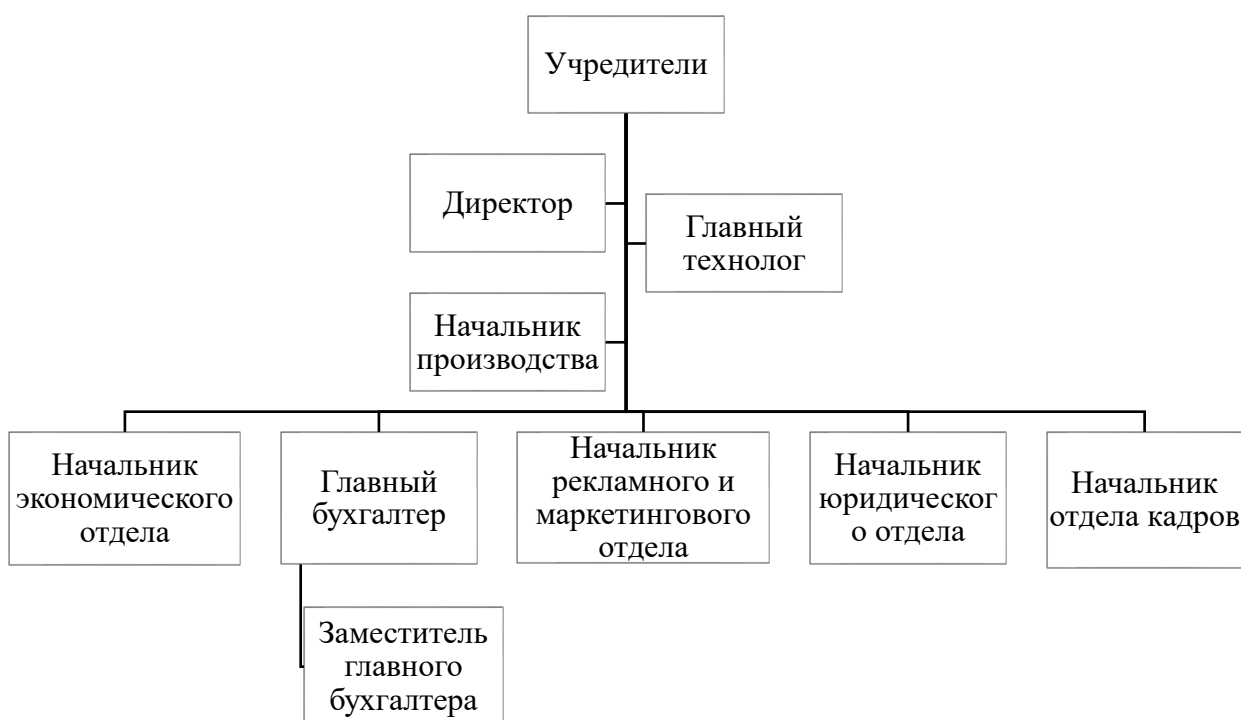 Учредители
Директор
Главный
технолог
Начальник
производства
Начальник
экономического
отдела
Главный
бухгалтер
Начальник
рекламного и
маркетингового
отдела
Начальник
юридическог
о отдела
Начальник
отдела кадров
Заместитель
главного
бухгалтера